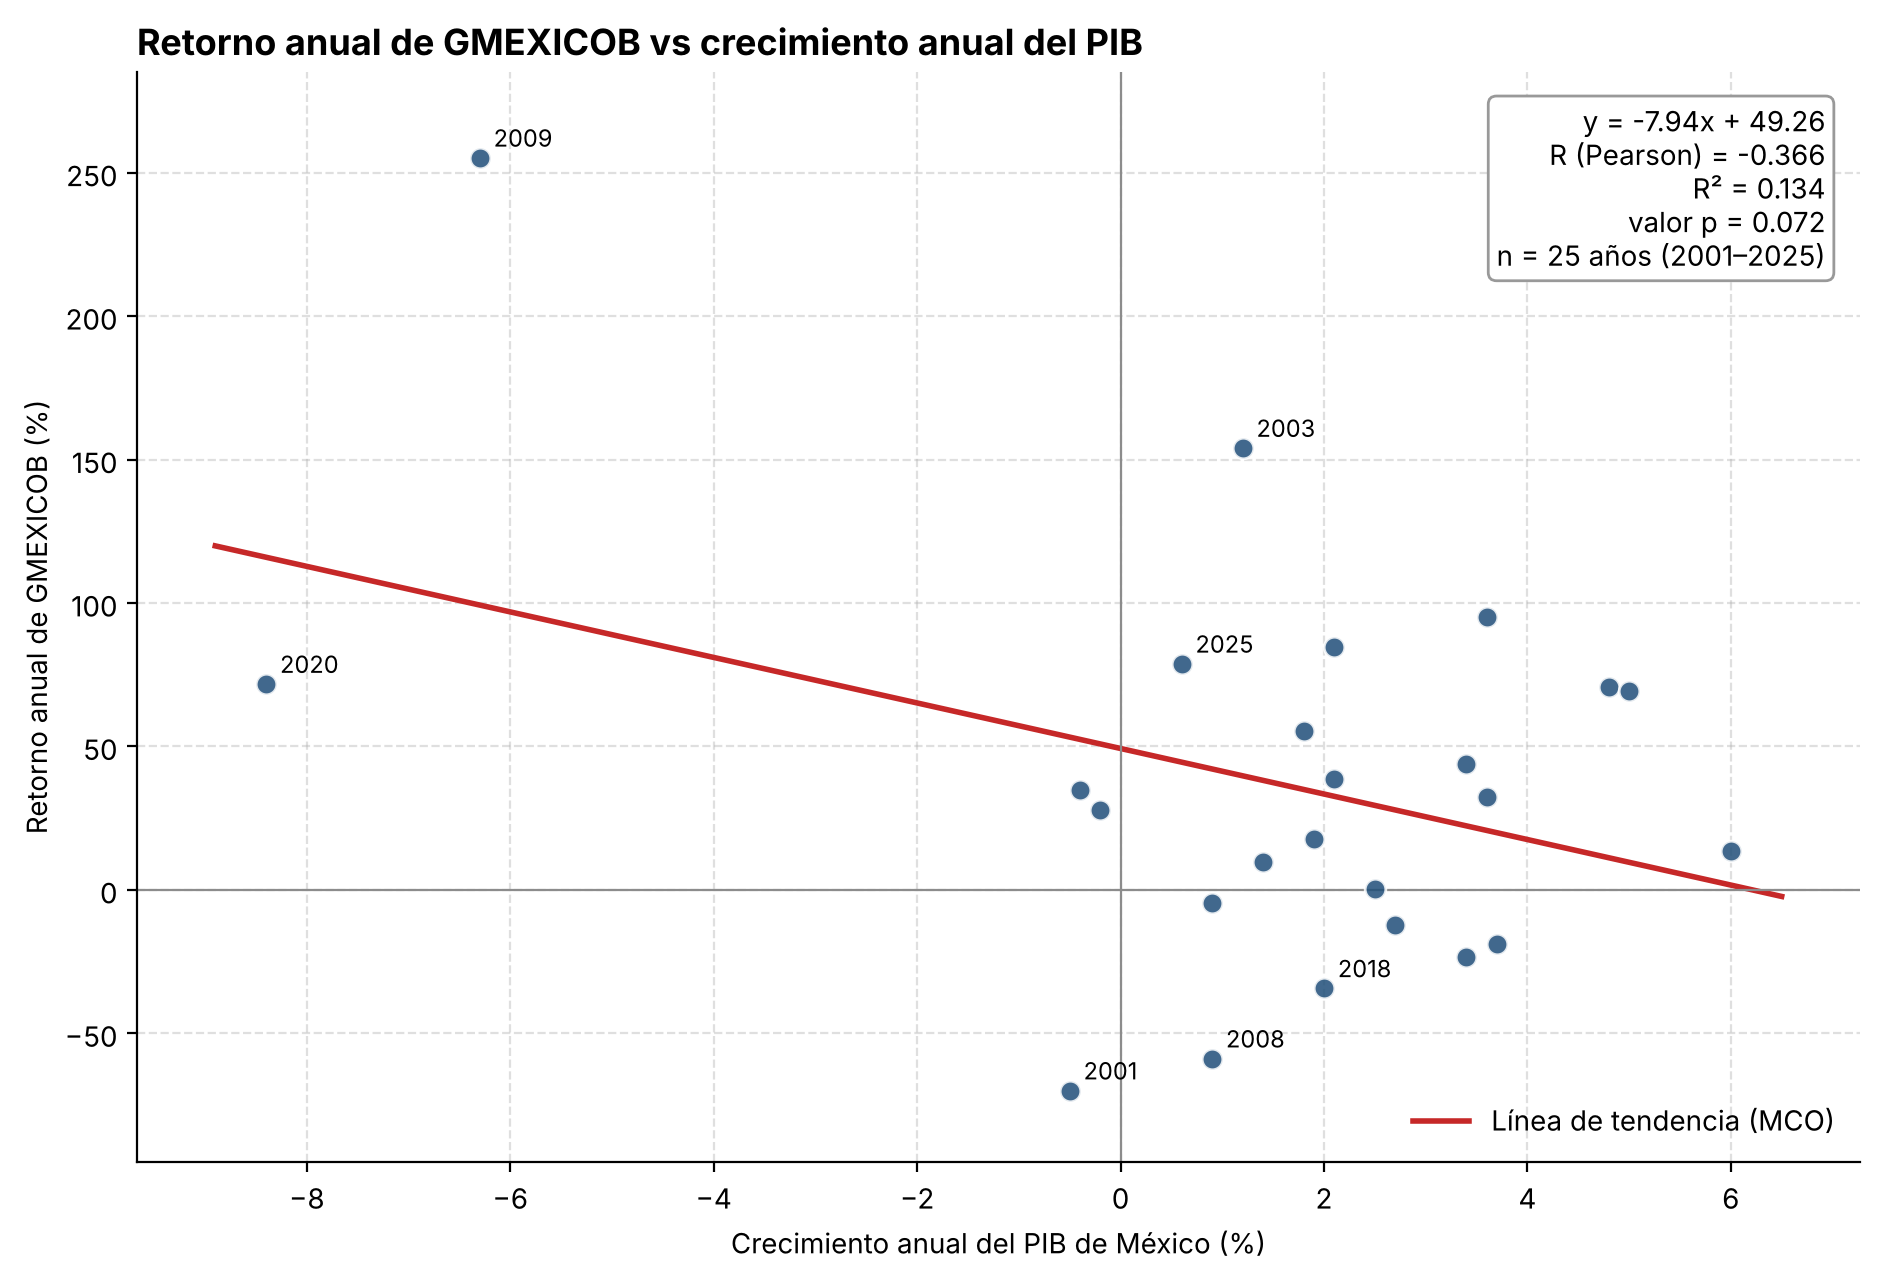 Retorno anual de GMEXICOB vs crecimiento anual del PIB
y = -7.94x + 49.26
R (Pearson) = -0.366
R² = 0.134
valor p = 0.072
n = 25 años (2001–2025)
Retorno anual de GMEXICOB (%)
250
200
150
100
50
0
−50
2009
2003
2025
2020
2018
2008
2001
Línea de tendencia (MCO)
−8
−6
−4
−2
0
2
4
6
Crecimiento anual del PIB de México (%)